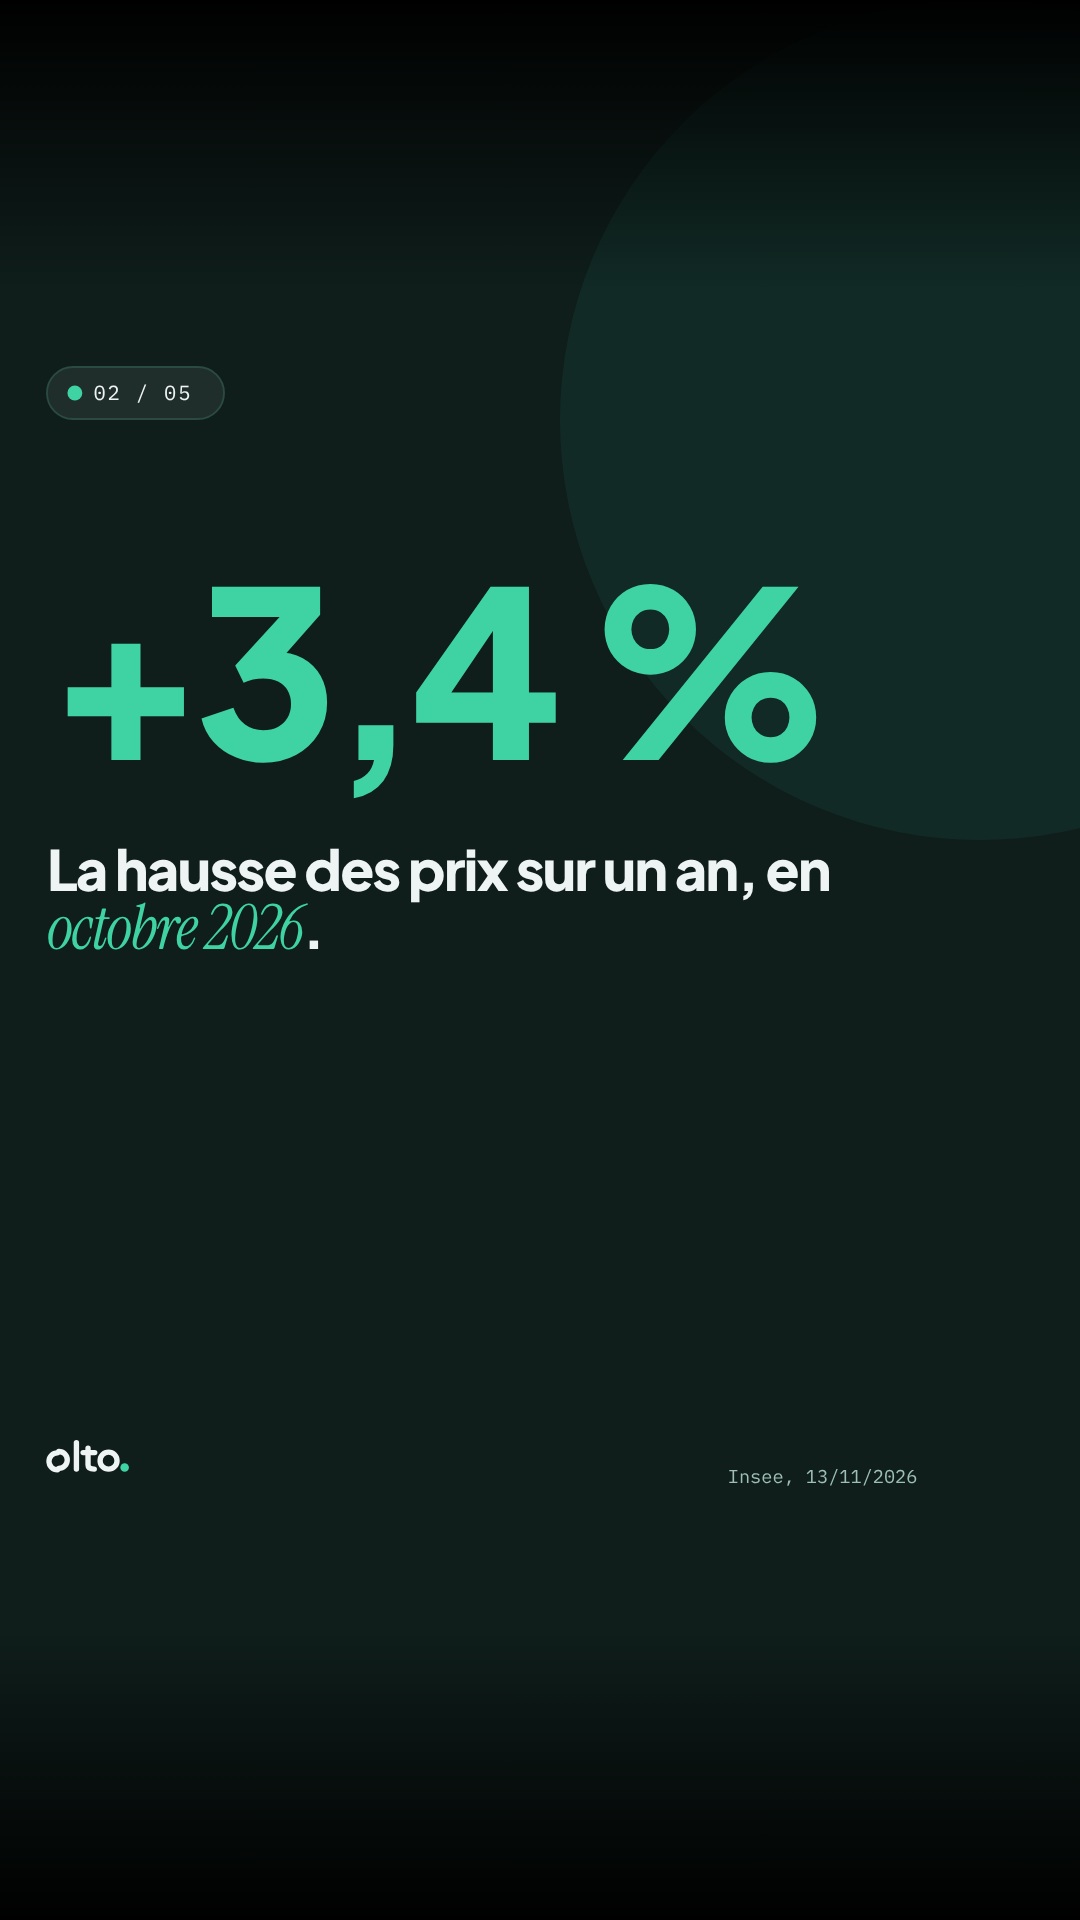 02 / 05
+3,4 %
La hausse des prix sur un an, en
octobre 2026.
olto.
Insee, 13/11/2026